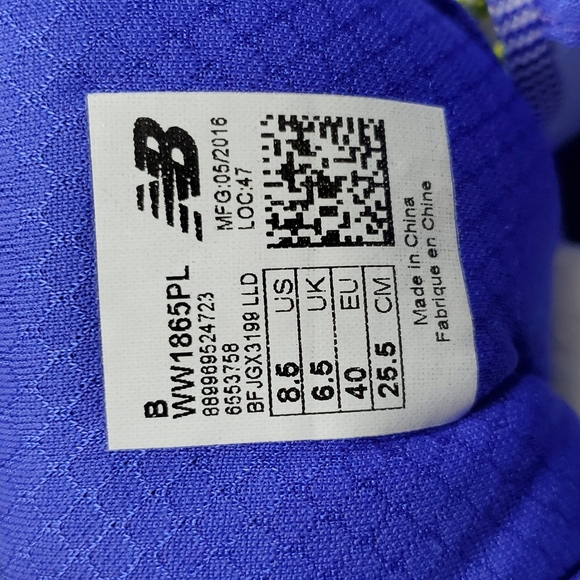 NB
MFG:05/2016
LOC:47
B
WW1865PL
889969524723
6553758
BFJGX3199 LLD
8.5 US
6.5 UK
40 EU
25.5 CM
Made in China
Fabrique en Chine